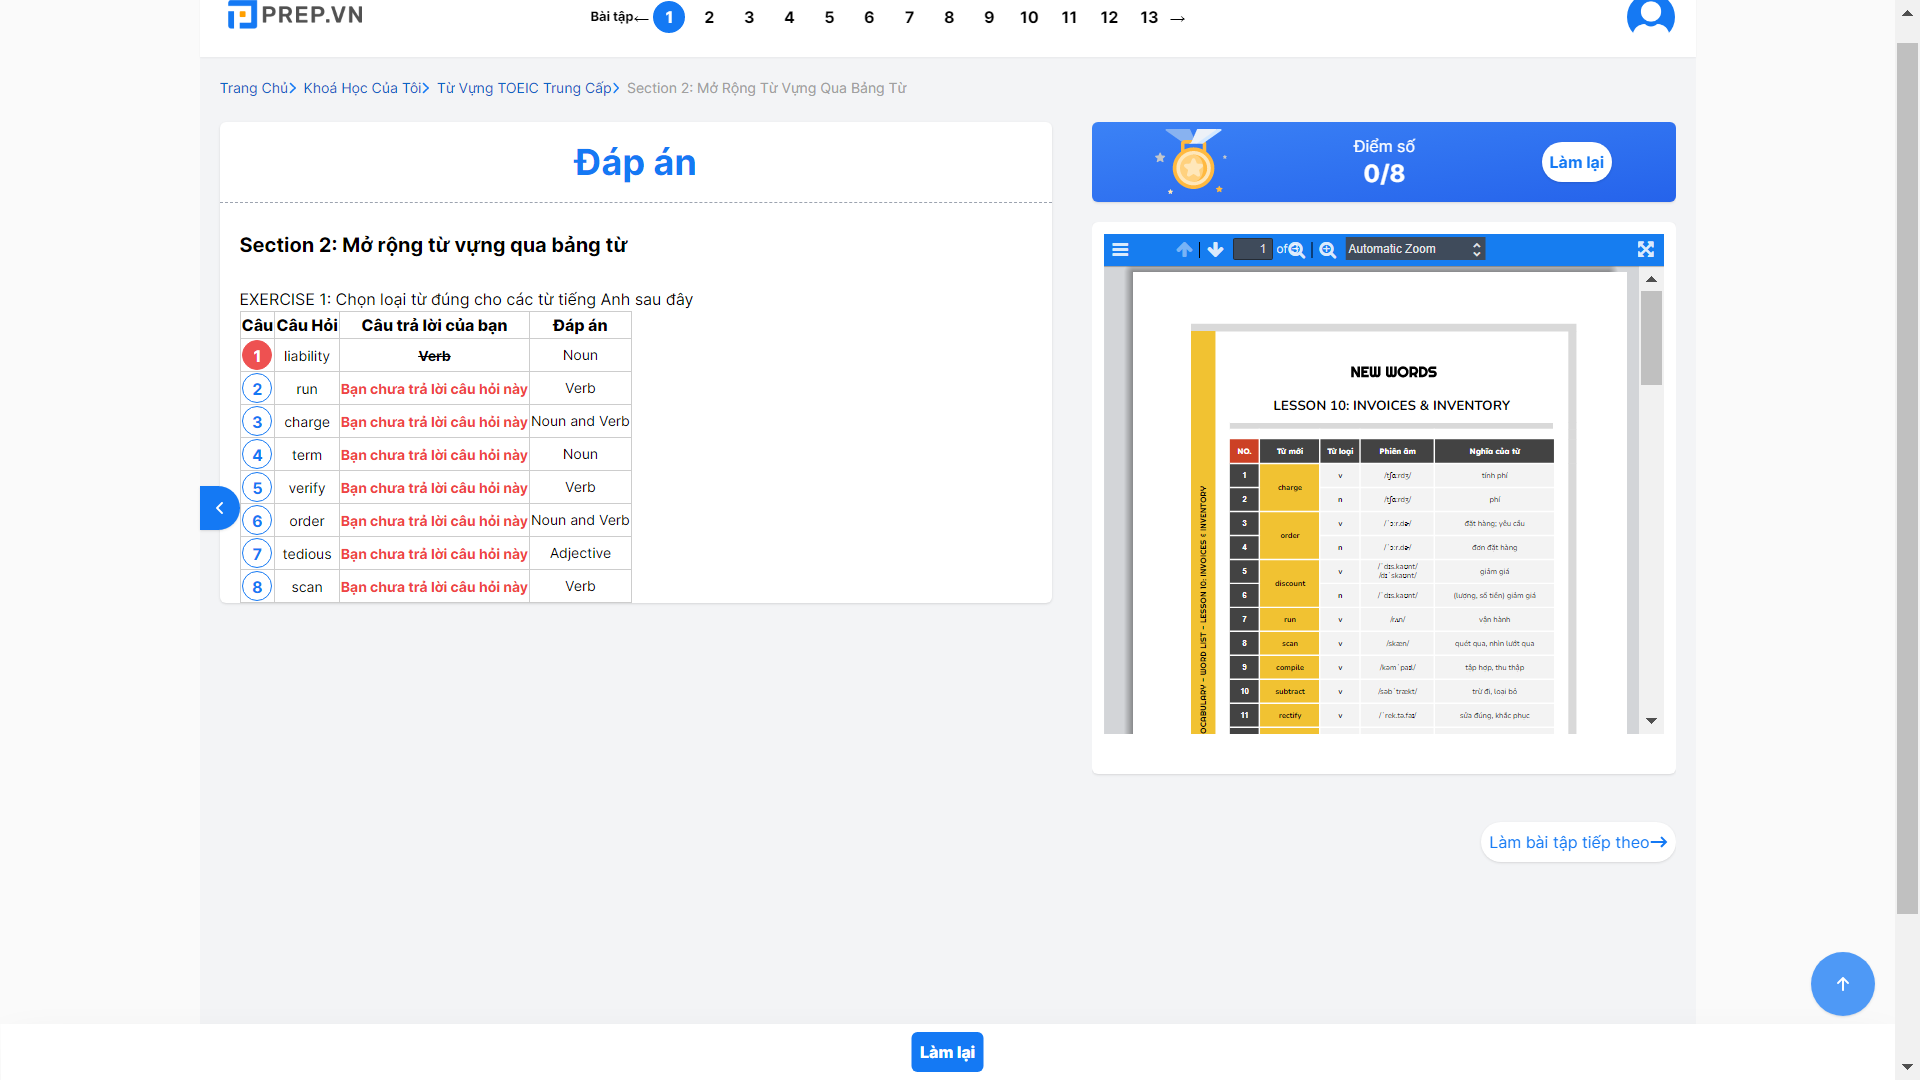 PREP.VN
Bài tập← 1 2 3 4 5 6 7 8 9 10 11 12 13 →
Trang Chủ> Khoá Học Của Tôi> Từ Vựng TOEIC Trung Cấp> Section 2: Mở Rộng Từ Vựng Qua Bảng Từ
Đáp án
Section 2: Mở rộng từ vựng qua bảng từ
EXERCISE 1: Chọn loại từ đúng cho các từ tiếng Anh sau đây
Câu Câu Hỏi Câu trả lời của bạn Đáp án
1 liability Verb Noun
2 run Bạn chưa trả lời câu hỏi này Verb
3 charge Bạn chưa trả lời câu hỏi này Noun and Verb
4 term Bạn chưa trả lời câu hỏi này Noun
5 verify Bạn chưa trả lời câu hỏi này Verb
6 order Bạn chưa trả lời câu hỏi này Noun and Verb
7 tedious Bạn chưa trả lời câu hỏi này Adjective
8 scan Bạn chưa trả lời câu hỏi này Verb
Điểm số
0/8
Làm lại
1 of Automatic Zoom
NEW WORDS
LESSON 10: INVOICES & INVENTORY
OCABULARY - WORD LIST - LESSON 10: INVOICES & INVENTORY
NO. Từ mới Từ loại Phiên âm Nghĩa của từ
1 charge v /tʃɑːrdʒ/ tính phí
2 n /tʃɑːrdʒ/ phí
3 order v /ˈɔːr.dɚ/ đặt hàng; yêu cầu
4 n /ˈɔːr.dɚ/ đơn đặt hàng
5 discount v /ˈdɪs.kaʊnt/ /dɪˈskaʊnt/ giảm giá
6 n /ˈdɪs.kaʊnt/ (lượng, số tiền) giảm giá
7 run v /rʌn/ vận hành
8 scan v /skæn/ quét qua, nhìn lướt qua
9 compile v /kəmˈpaɪl/ tập hợp, thu thập
10 subtract v /səbˈtrækt/ trừ đi, loại bỏ
11 rectify v /ˈrek.tə.faɪ/ sửa đúng, khắc phục
Làm bài tập tiếp theo→
Làm lại